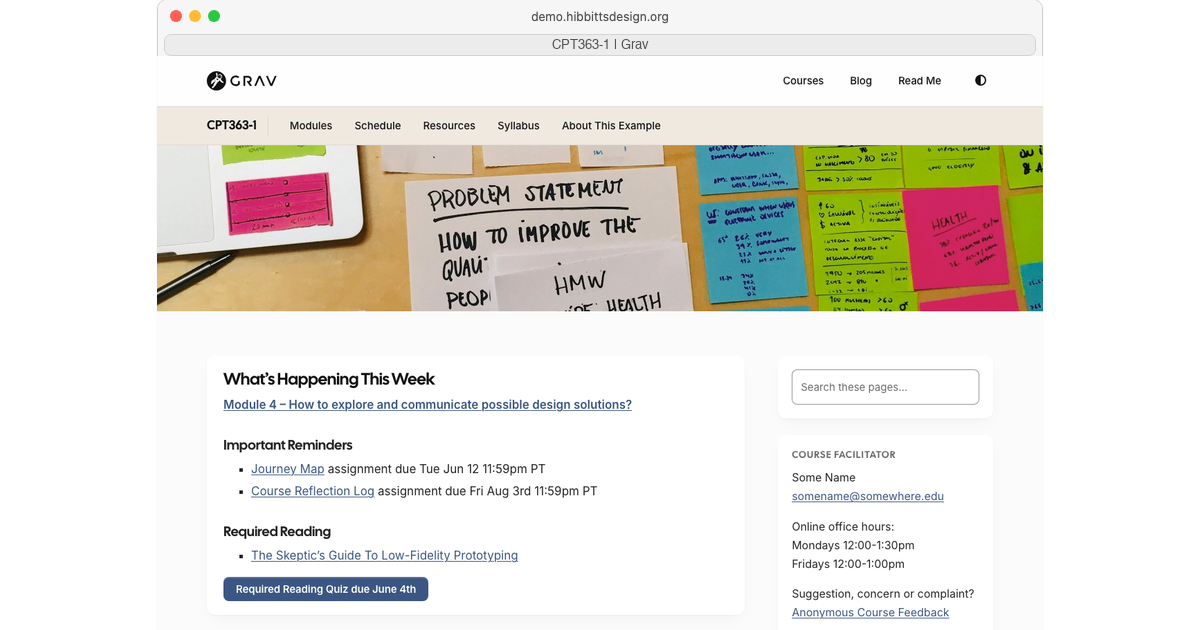 demo.hibbittsdesign.org
CPT363-1 | Grav
GRAV
Courses
Blog
Read Me
CPT363-1
Modules
Schedule
Resources
Syllabus
About This Example
PROBLEM STATEMENT
HOW TO IMPROVE THE
QUALI
PEOPL
HMW
HEALTH
HEALTH
What's Happening This Week
Module 4 – How to explore and communicate possible design solutions?
Important Reminders
▪ Journey Map assignment due Tue Jun 12 11:59pm PT
▪ Course Reflection Log assignment due Fri Aug 3rd 11:59pm PT
Required Reading
▪ The Skeptic's Guide To Low-Fidelity Prototyping
Required Reading Quiz due June 4th
Search these pages...
COURSE FACILITATOR
Some Name
somename@somewhere.edu
Online office hours:
Mondays 12:00-1:30pm
Fridays 12:00-1:00pm
Suggestion, concern or complaint?
Anonymous Course Feedback